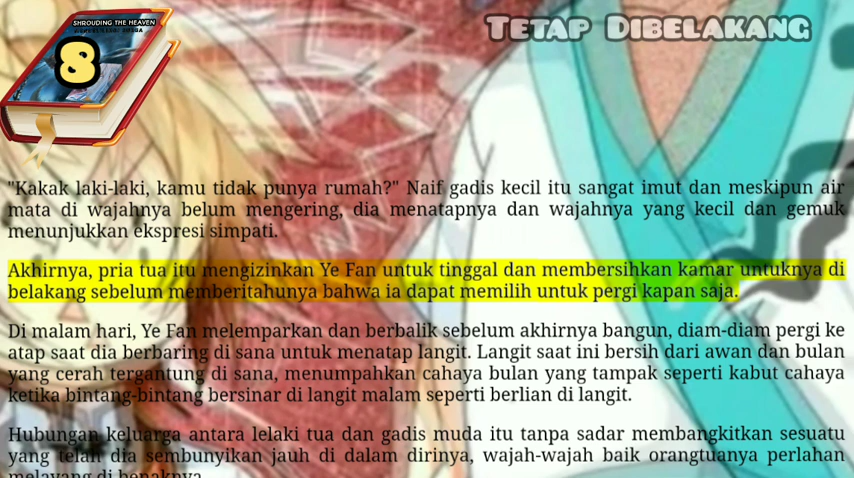 SHROUDING THE HEAVEN
8
Tetap Dibelakang
"Kakak laki-laki, kamu tidak punya rumah?" Naif gadis kecil itu sangat imut dan meskipun air
mata di wajahnya belum mengering, dia menatapnya dan wajahnya yang kecil dan gemuk
menunjukkan ekspresi simpati.
Akhirnya, pria tua itu mengizinkan Ye Fan untuk tinggal dan membersihkan kamar untuknya di
belakang sebelum memberitahunya bahwa ia dapat memilih untuk pergi kapan saja.
Di malam hari, Ye Fan melemparkan dan berbalik sebelum akhirnya bangun, diam-diam pergi ke
atap saat dia berbaring di sana untuk menatap langit. Langit saat ini bersih dari awan dan bulan
yang cerah tergantung di sana, menumpahkan cahaya bulan yang tampak seperti kabut cahaya
ketika bintang-bintang bersinar di langit malam seperti berlian di langit.
Hubungan keluarga antara lelaki tua dan gadis muda itu tanpa sadar membangkitkan sesuatu
yang telah dia sembunyikan jauh di dalam dirinya, wajah-wajah baik orangtuanya perlahan
melayang di benaknya.